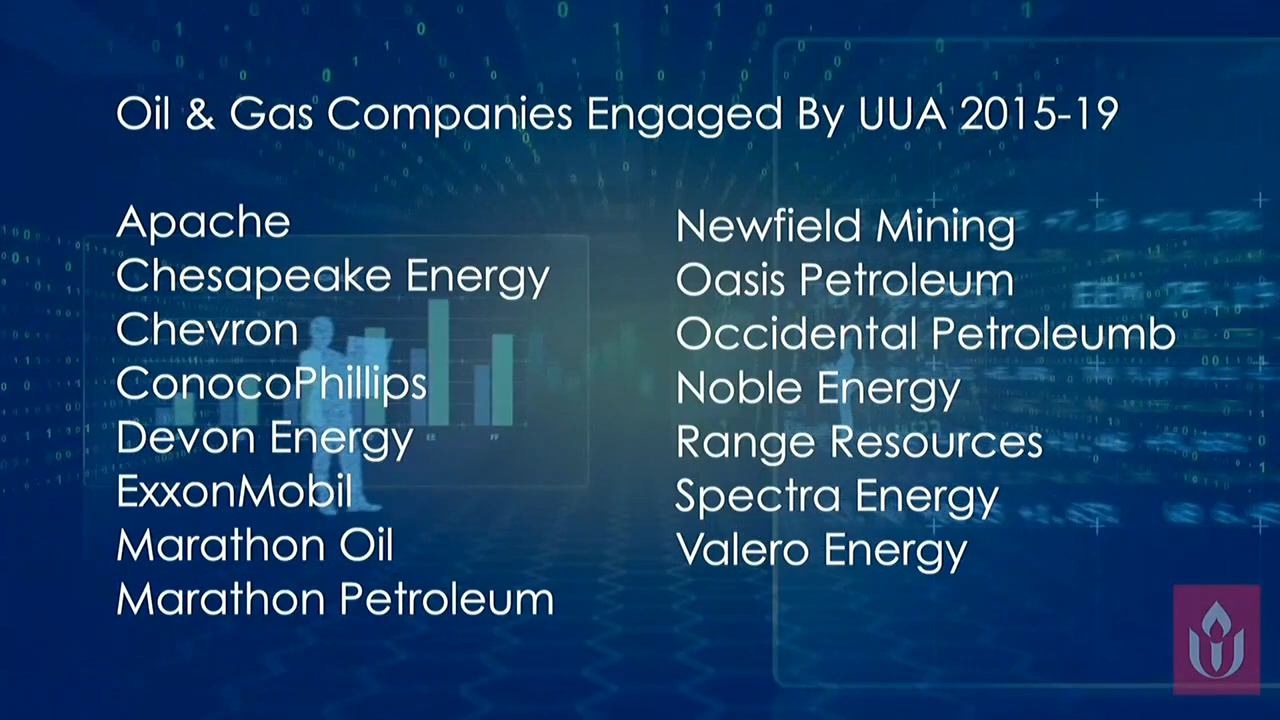 Oil & Gas Companies Engaged By UUA 2015-19
Apache
Chesapeake Energy
Chevron
ConocoPhillips
Devon Energy
ExxonMobil
Marathon Oil
Marathon Petroleum
Newfield Mining
Oasis Petroleum
Occidental Petroleumb
Noble Energy
Range Resources
Spectra Energy
Valero Energy